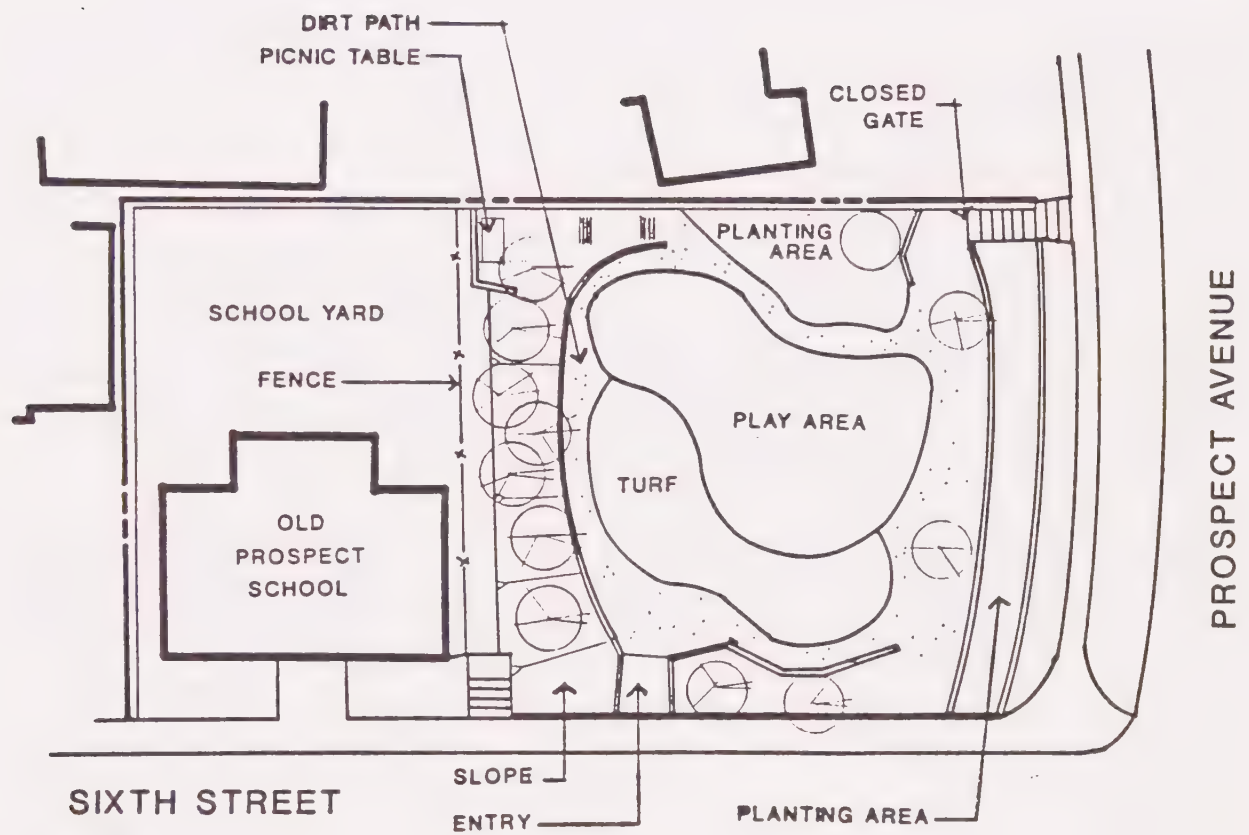 DIRT PATH
PICNIC TABLE
CLOSED
GATE
PLANTING
AREA
SCHOOL YARD
FENCE
PLAY AREA
TURF
OLD
PROSPECT
SCHOOL
PROSPECT AVENUE
SLOPE
SIXTH STREET
ENTRY
PLANTING AREA